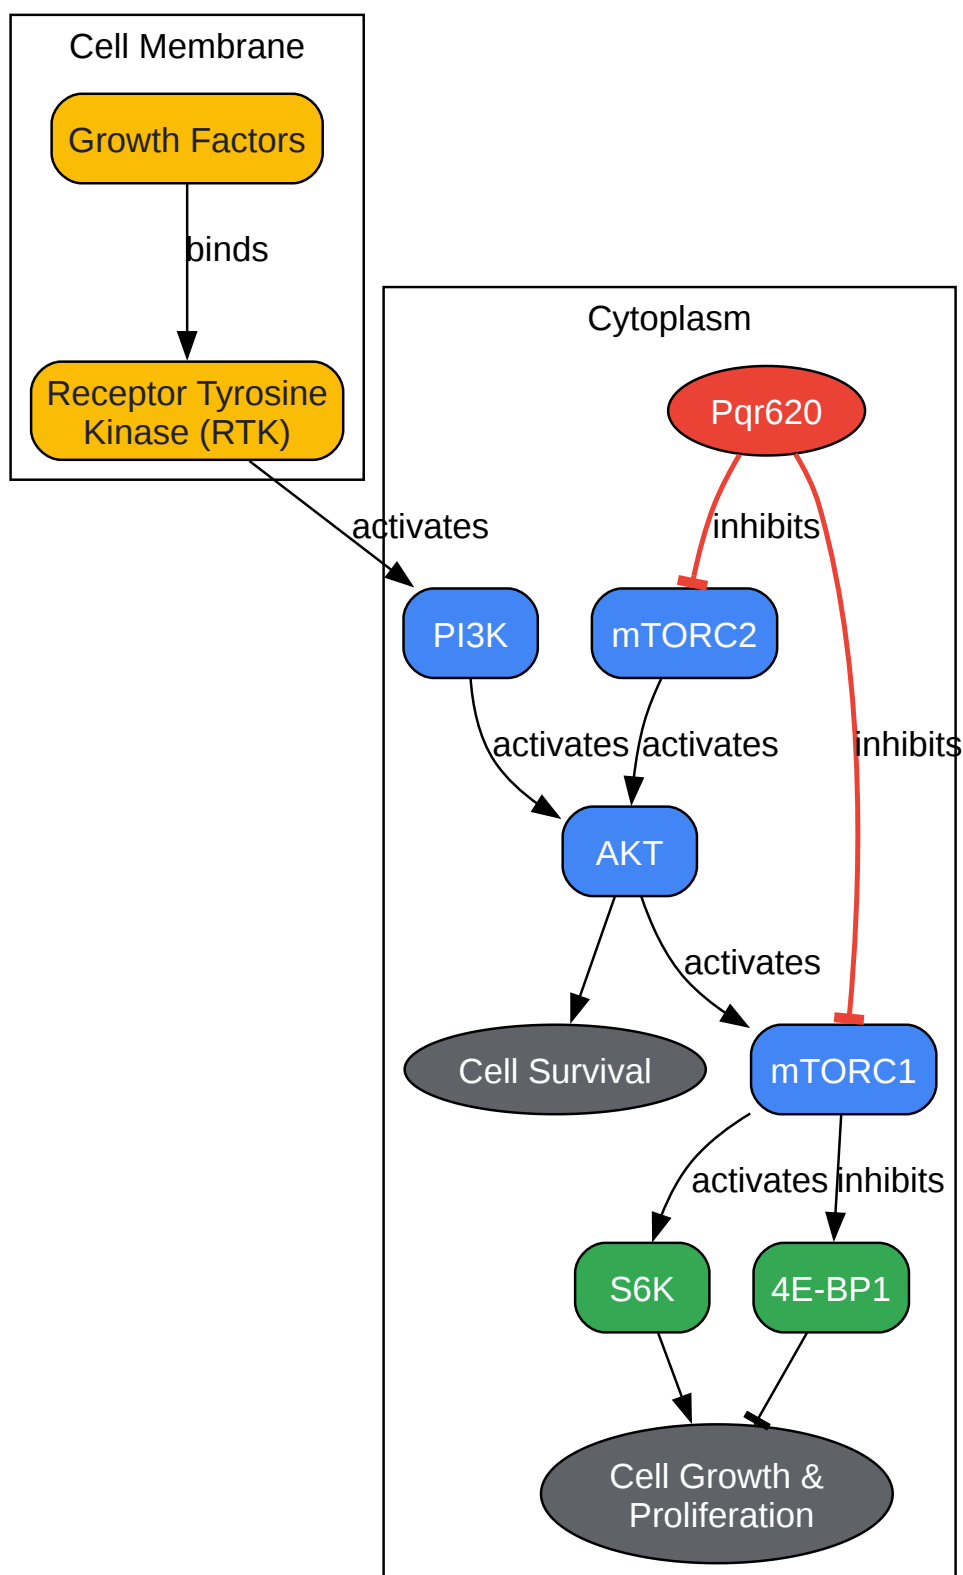 Cell Membrane
Growth Factors
binds
Receptor Tyrosine
Kinase (RTK)
Cytoplasm
Pqr620
activates
inhibits
PI3K
mTORC2
activates
activates
inhibits
AKT
activates
Cell Survival
mTORC1
activates
inhibits
S6K
4E-BP1
Cell Growth &
Proliferation